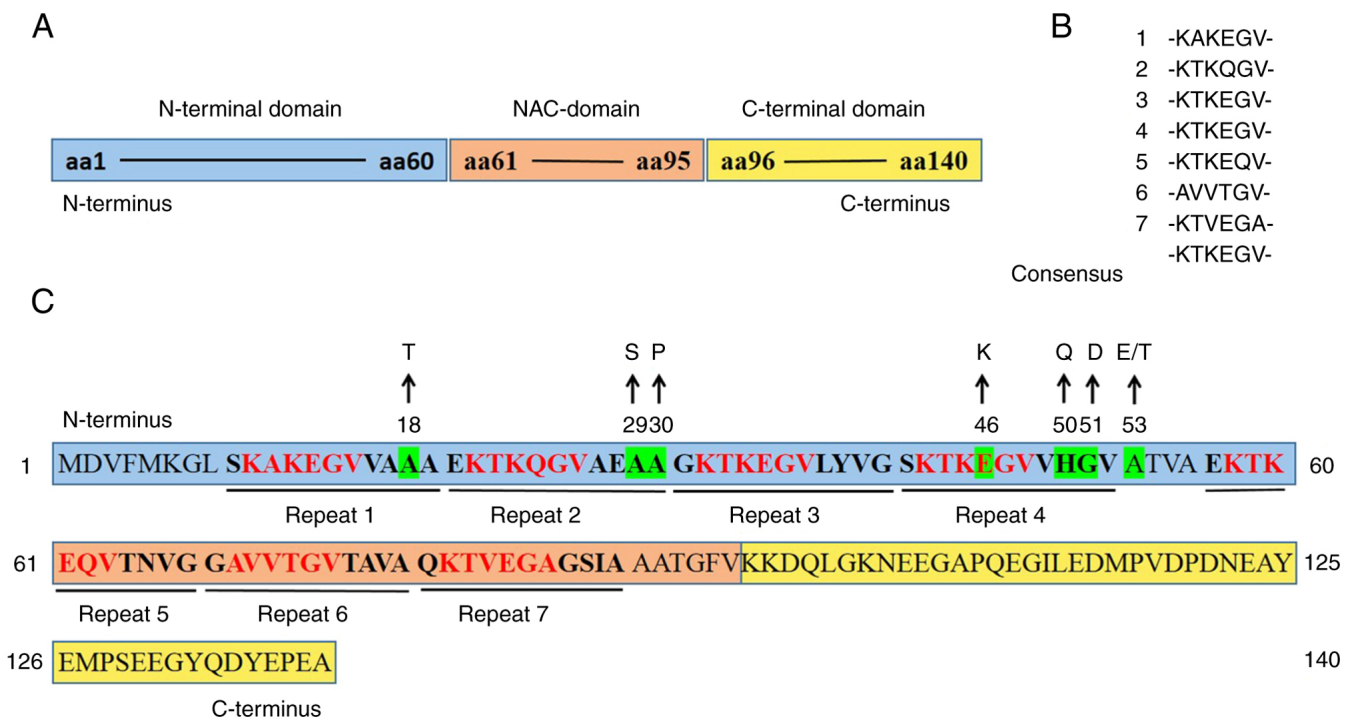 A
N-terminal domain NAC-domain C-terminal domain
aa1 aa60 aa61 aa95 aa96 aa140
N-terminus C-terminus
B
1 -KAKEGV-
2 -KTKQGV-
3 -KTKEGV-
4 -KTKEGV-
5 -KTKEQV-
6 -AVVTGV-
7 -KTVEGA-
-KTKEGV-
Consensus
C
T S P K Q D E/T
N-terminus 18 29 30 46 50 51 53
1 MDVFMKGL SKAKEGVVAAA EKTKQGVAEAA GKTKEGVLYVG SKTKEGVVHGV ATVA EKTK 60
Repeat 1 Repeat 2 Repeat 3 Repeat 4
61 EQVTNVG GAVVTGVTAVA QKTVEGAGSIA AATGFVKKDQLGKNEEGAPQEGILEDMPVDPDNEAY 125
Repeat 5 Repeat 6 Repeat 7
126 EMPSEEGYQDYEPEA 140
C-terminus